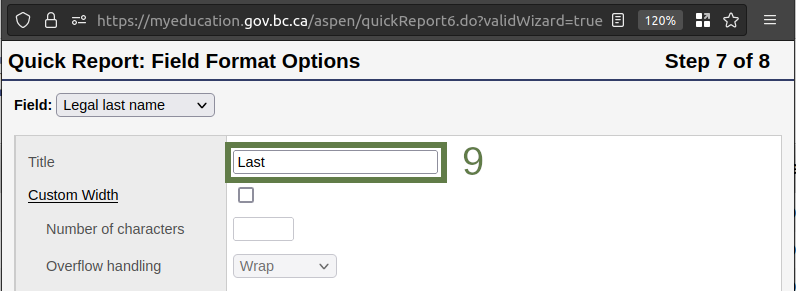 https://myeducation.gov.bc.ca/aspen/quickReport6.do?validWizard=true 120%
Quick Report: Field Format Options Step 7 of 8
Field: Legal last name
Title Last 9
Custom Width
Number of characters
Overflow handling Wrap